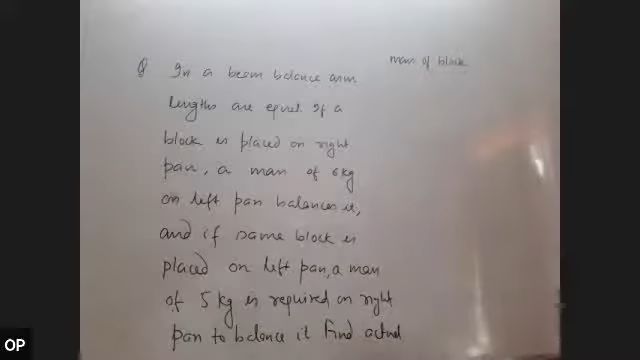 mass of block
Q In a beam balance arm
lengths are equal if a
block is placed on right
pan, a mass of 6kg
on left pan balances it,
and if same block is
placed on left pan, a mass
of 5 kg is required on right
pan to balance it find actual
OP